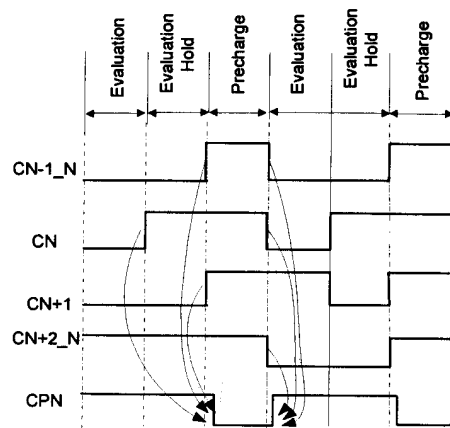 Evaluation
Evaluation
Hold
Precharge
Evaluation
Evaluation
Hold
Precharge
CN-1_N
CN
CN+1
CN+2_N
CPN